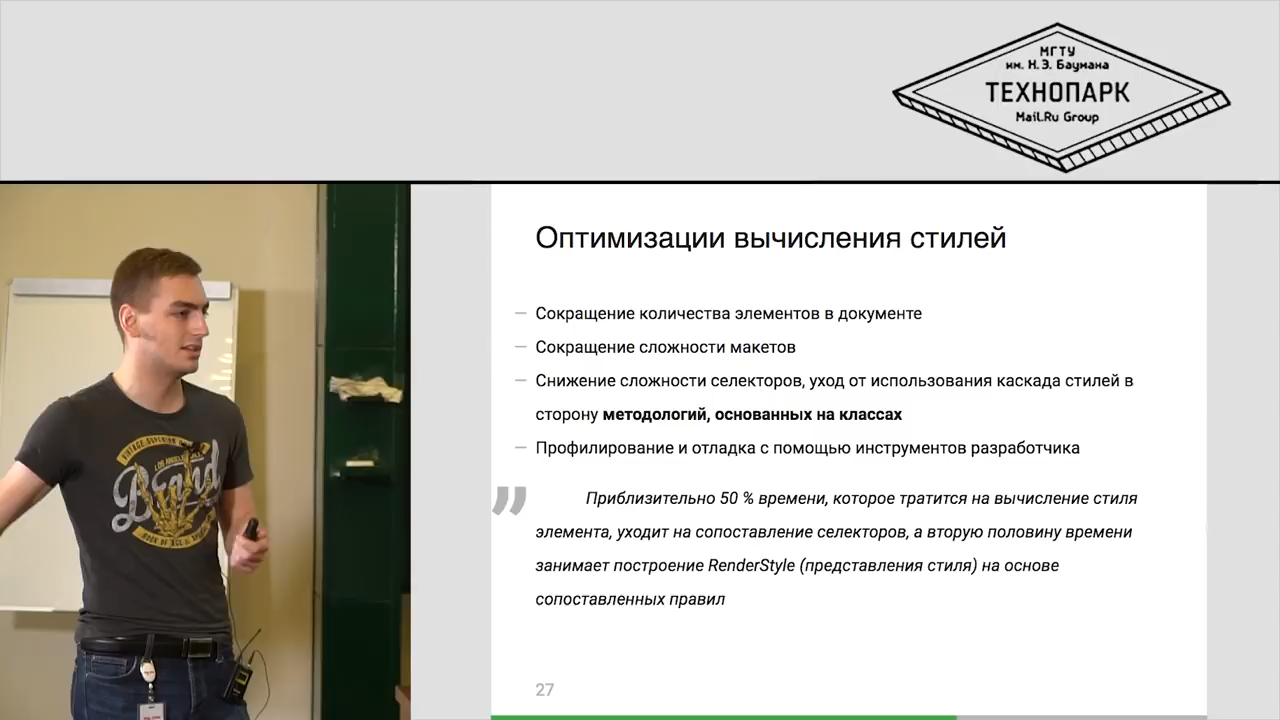 МГТУ
им. Н.Э. Баумана
ТЕХНОПАРК
Mail.Ru Group
Оптимизации вычисления стилей
— Сокращение количества элементов в документе
— Сокращение сложности макетов
— Снижение сложности селекторов, уход от использования каскада стилей в
сторону методологий, основанных на классах
— Профилирование и отладка с помощью инструментов разработчика
” Приблизительно 50 % времени, которое тратится на вычисление стиля
элемента, уходит на сопоставление селекторов, а вторую половину времени
занимает построение RenderStyle (представления стиля) на основе
сопоставленных правил
27
Brand